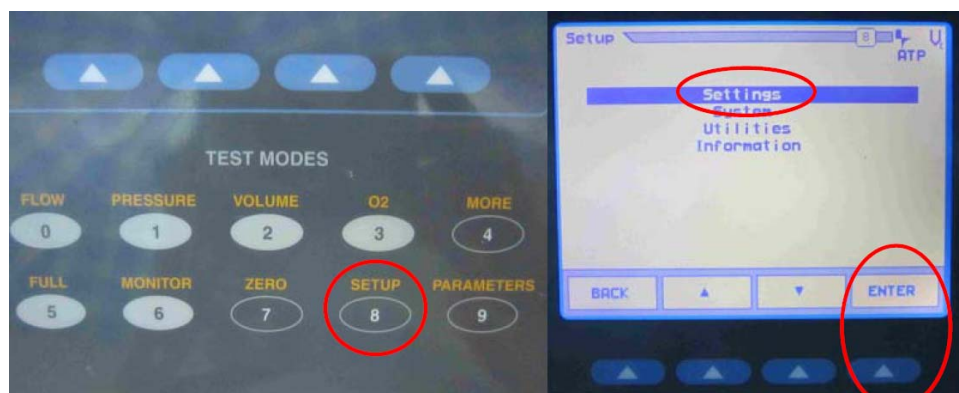 TEST MODES
FLOW PRESSURE VOLUME O2 MORE
0 1 2 3 4
FULL MONITOR ZERO SETUP PARAMETERS
5 6 7 8 9
Setup 8
ATP
Settings
System
Utilities
Information
BACK ENTER